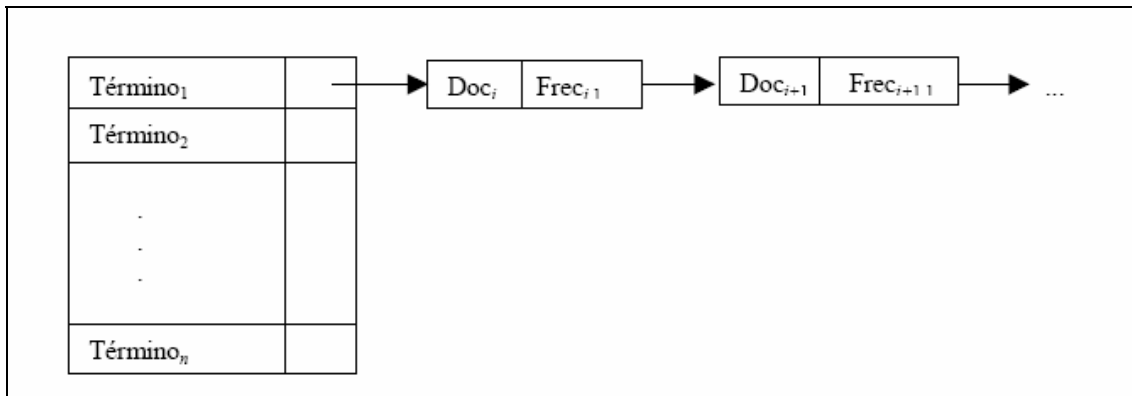 Término₁ Docᵢ Frecᵢ ₁ Docᵢ₊₁ Frecᵢ₊₁ ₁ ...
Término₂
.
.
.
Términoₙ